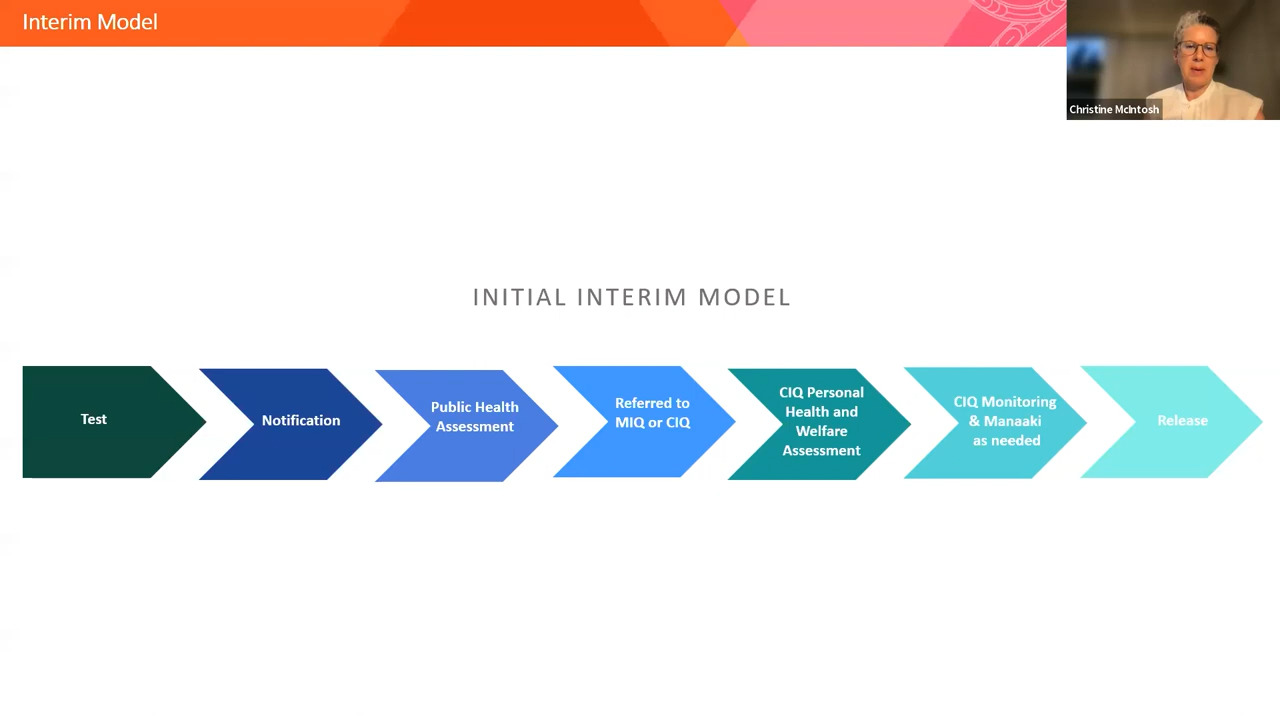 Interim Model
Christine McIntosh
INITIAL INTERIM MODEL
Test
Notification
Public Health
Assessment
Referred to
MIQ or CIQ
CIQ Personal
Health and
Welfare
Assessment
CIQ Monitoring
& Manaaki
as needed
Release